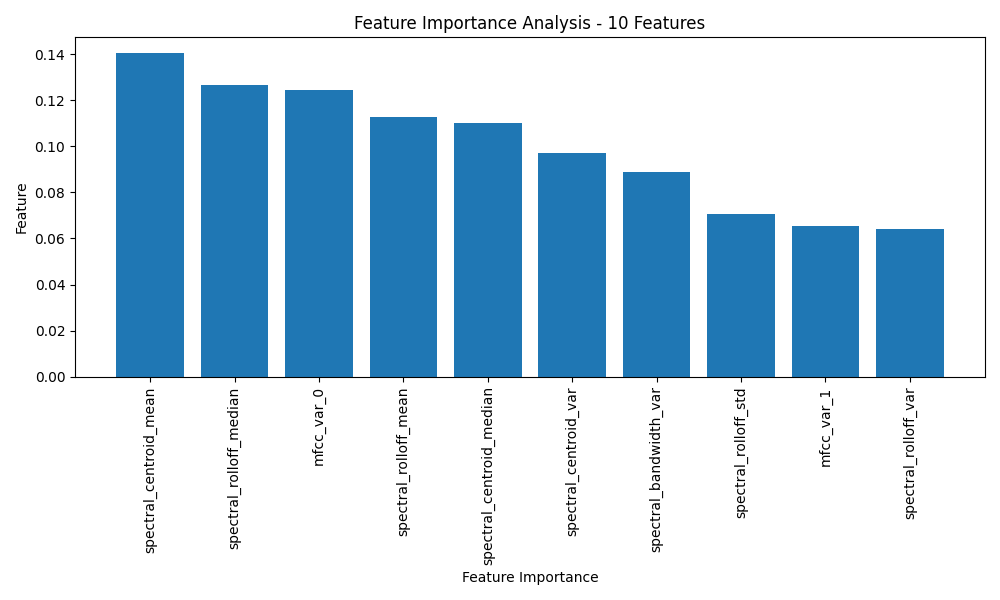 Feature Importance Analysis - 10 Features
Feature
0.14
0.12
0.10
0.08
0.06
0.04
0.02
0.00
spectral_centroid_mean
spectral_rolloff_median
mfcc_var_0
spectral_rolloff_mean
spectral_centroid_median
spectral_centroid_var
spectral_bandwidth_var
spectral_rolloff_std
mfcc_var_1
spectral_rolloff_var
Feature Importance